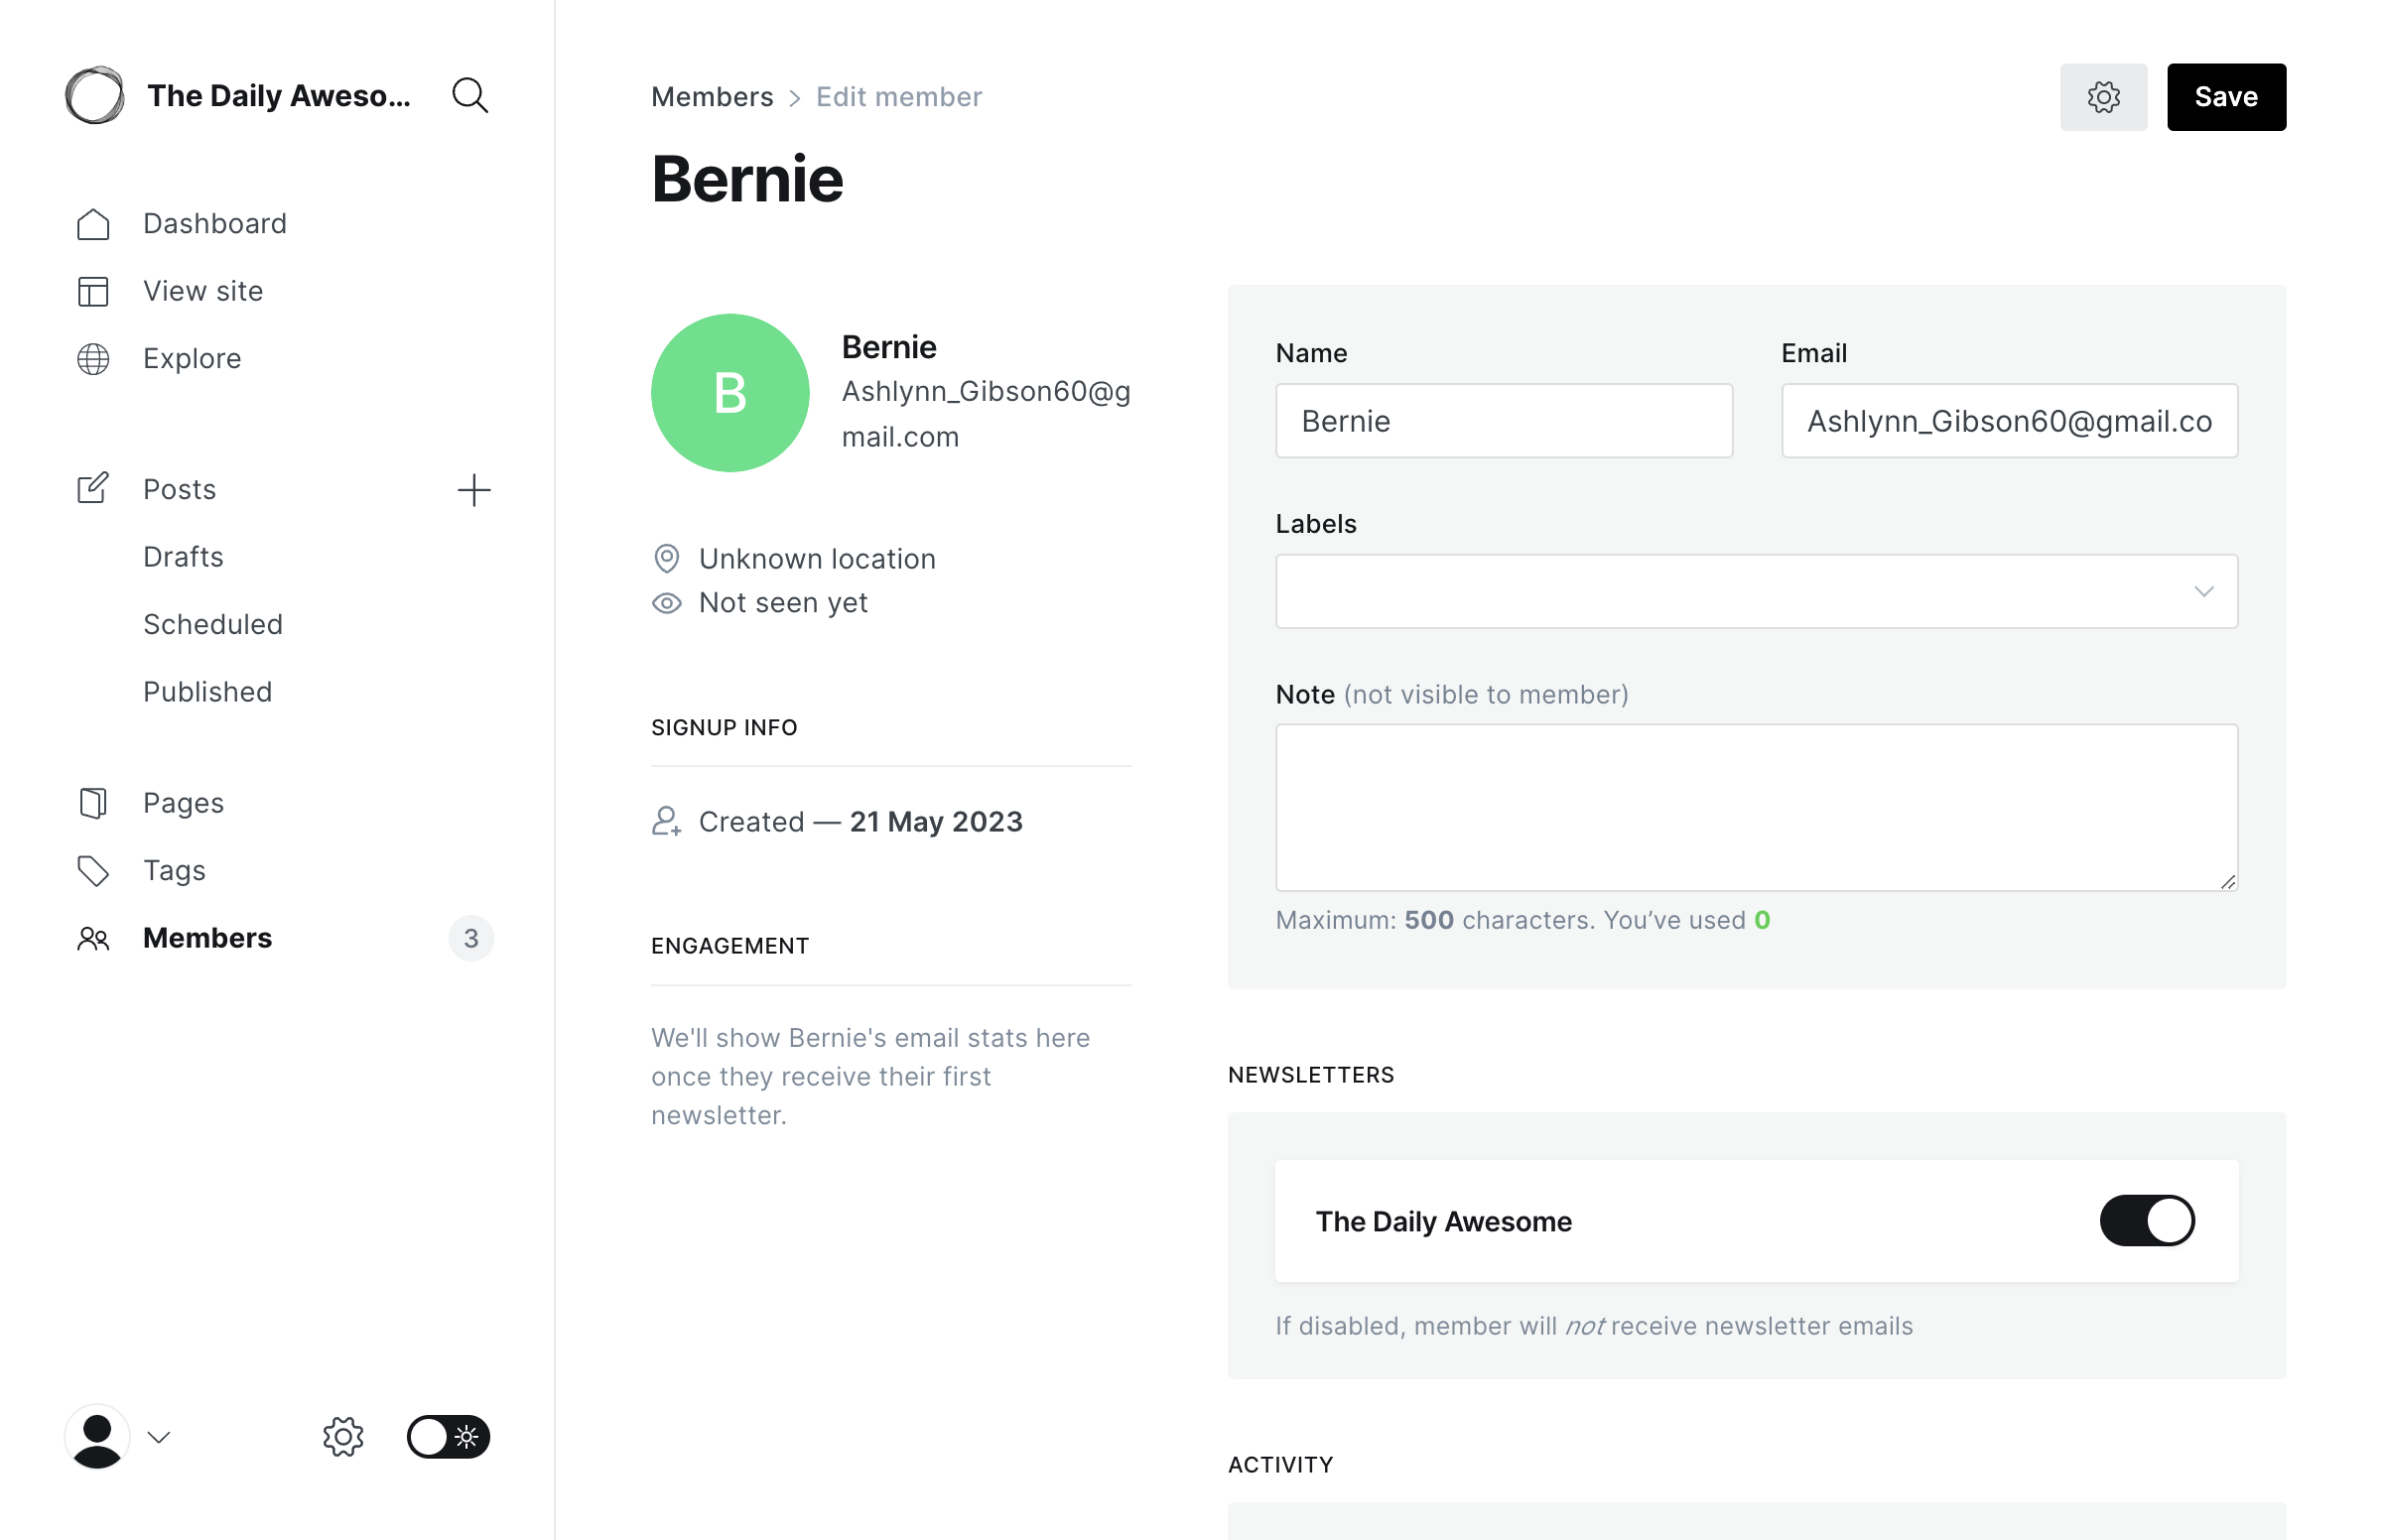 The Daily Aweso...
Dashboard
View site
Explore
Posts
Drafts
Scheduled
Published
Pages
Tags
Members
3
Members > Edit member
Save
Bernie
B
Bernie
Ashlynn_Gibson60@g
mail.com
Unknown location
Not seen yet
SIGNUP INFO
Created — 21 May 2023
ENGAGEMENT
We'll show Bernie's email stats here
once they receive their first
newsletter.
Name
Email
Bernie
Ashlynn_Gibson60@gmail.co
Labels
Note (not visible to member)
Maximum: 500 characters. You’ve used 0
NEWSLETTERS
The Daily Awesome
If disabled, member will not receive newsletter emails
ACTIVITY